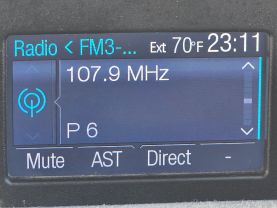 Radio < FM3-... Ext 70°F 23:11
107.9 MHz
P 6
Mute AST Direct -